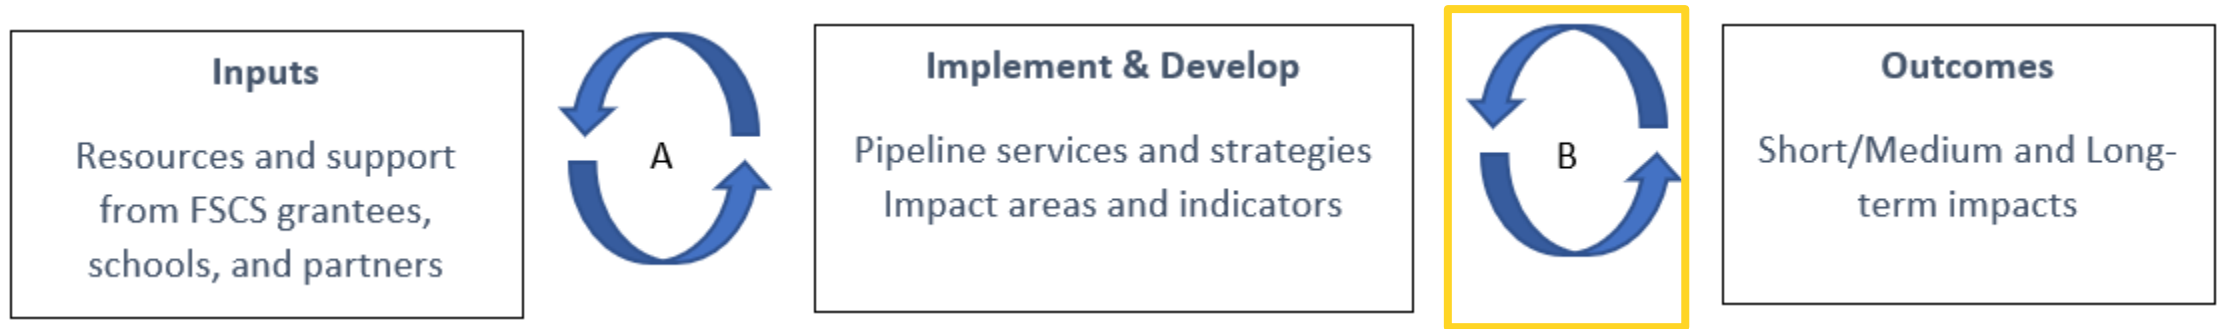 Inputs
Resources and support
from FSCS grantees,
schools, and partners
A
Implement & Develop
Pipeline services and strategies
Impact areas and indicators
B
Outcomes
Short/Medium and Long-
term impacts